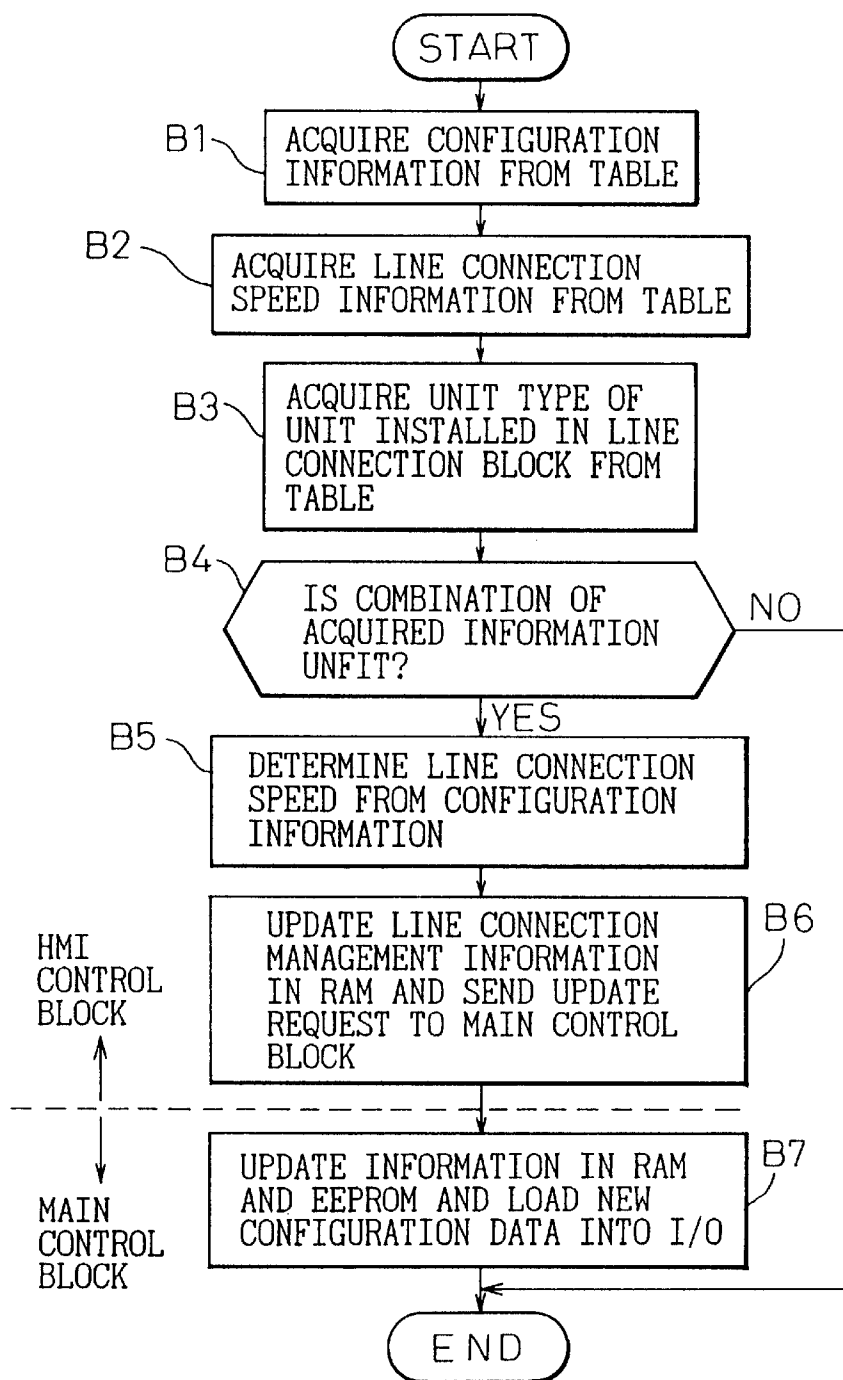 START
B1
ACQUIRE CONFIGURATION
INFORMATION FROM TABLE
B2
ACQUIRE LINE CONNECTION
SPEED INFORMATION FROM TABLE
B3
ACQUIRE UNIT TYPE OF
UNIT INSTALLED IN LINE
CONNECTION BLOCK FROM
TABLE
B4
IS COMBINATION OF
ACQUIRED INFORMATION
UNFIT?
NO
YES
B5
DETERMINE LINE CONNECTION
SPEED FROM CONFIGURATION
INFORMATION
B6
UPDATE LINE CONNECTION
MANAGEMENT INFORMATION
IN RAM AND SEND UPDATE
REQUEST TO MAIN CONTROL
BLOCK
HMI
CONTROL
BLOCK
B7
UPDATE INFORMATION IN RAM
AND EEPROM AND LOAD NEW
CONFIGURATION DATA INTO I/O
MAIN
CONTROL
BLOCK
END